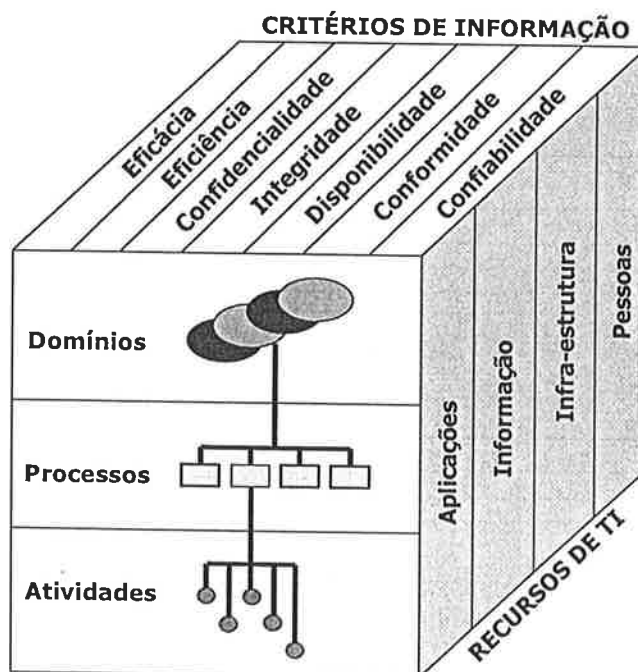 CRITÉRIOS DE INFORMAÇÃO
Eficácia
Eficiência
Confidencialidade
Integridade
Disponibilidade
Conformidade
Confiabilidade
Domínios
Processos
Atividades
Aplicações
Informação
Infra-estrutura
Pessoas
RECURSOS DE TI